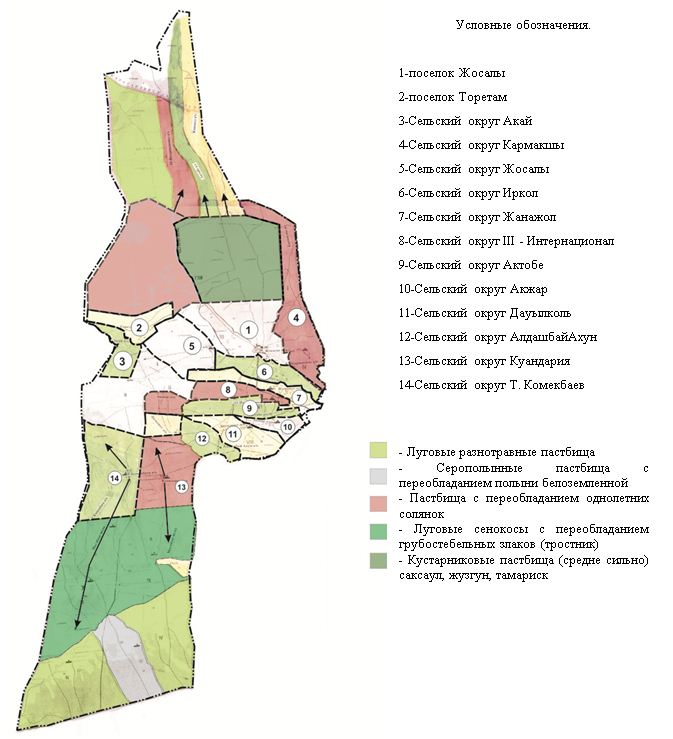 Условные обозначения.
1-поселок Жосалы
2-поселок Торетам
3-Сельский округ Акай
4-Сельский округ Кармакшы
5-Сельский округ Жосалы
6-Сельский округ Иркол
7-Сельский округ Жанажол
8-Сельский округ III - Интернационал
9-Сельский округ Актобе
10-Сельский округ Акжар
11-Сельский округ Дауылколь
12-Сельский округ АлдашбайАхун
13-Сельский округ Куандария
14-Сельский округ Т. Комекбаев
- Луговые разнотравные пастбища
- Серополынные пастбища с
переобладанием полыни белоземленной
- Пастбища с переобладанием однолетних
солянок
- Луговые сенокосы с переобладанием
грубостебельных злаков (тростник)
- Кустарниковые пастбища (средне сильно)
саксаул, жузгун, тамариск
2
1
4
5
3
6
8
7
9
10
11
12
14
13